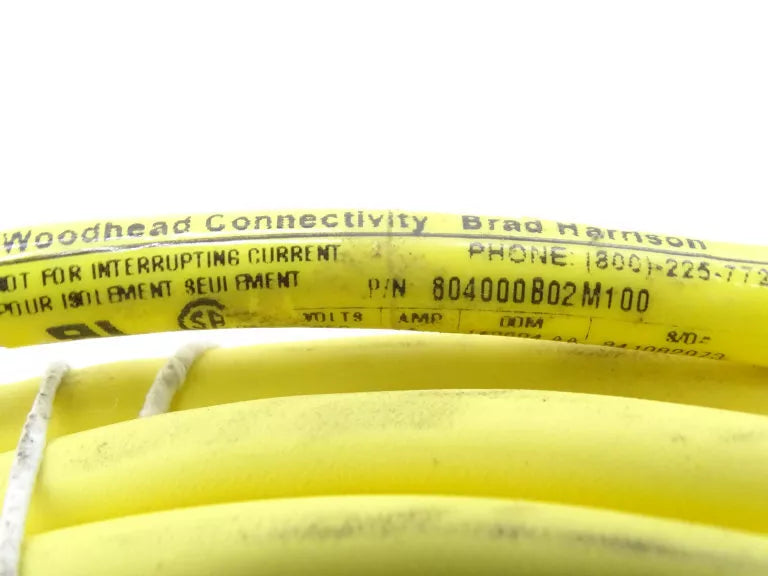 Woodhead Connectivity Brad Harrison
NOT FOR INTERRUPTING CURRENT PHONE: (800)-225-772
POUR ISOLEMENT SEULEMENT P/N 804000B02M100
VOLTS AMP DOM S/O#